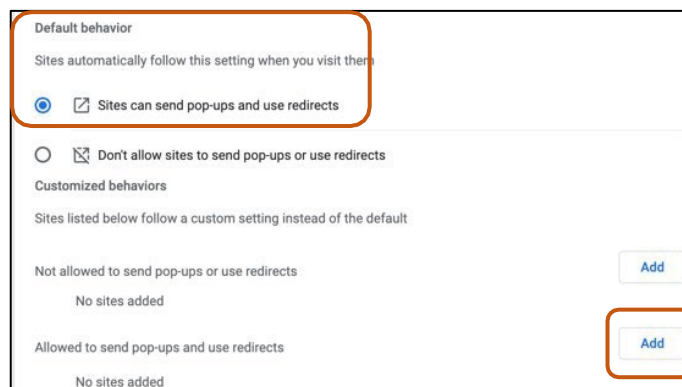 Default behavior
Sites automatically follow this setting when you visit them
Sites can send pop-ups and use redirects
Don't allow sites to send pop-ups or use redirects
Customized behaviors
Sites listed below follow a custom setting instead of the default
Not allowed to send pop-ups or use redirects Add
No sites added
Allowed to send pop-ups and use redirects Add
No sites added